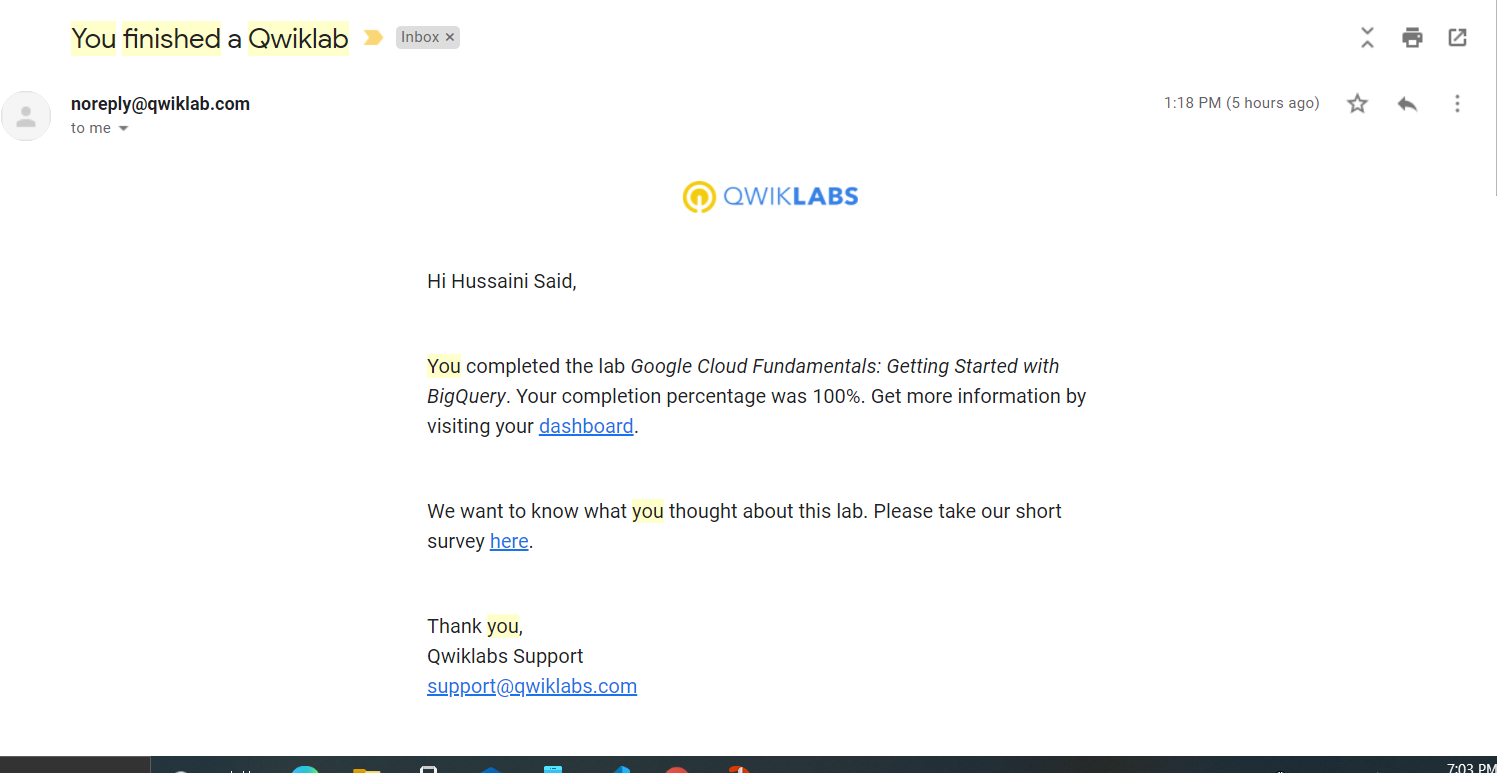 You finished a Qwiklab Inbox ×
noreply@qwiklab.com 1:18 PM (5 hours ago)
to me
QWIKLABS
Hi Hussaini Said,
You completed the lab Google Cloud Fundamentals: Getting Started with
BigQuery. Your completion percentage was 100%. Get more information by
visiting your dashboard.
We want to know what you thought about this lab. Please take our short
survey here.
Thank you,
Qwiklabs Support
support@qwiklabs.com
7:03 PM